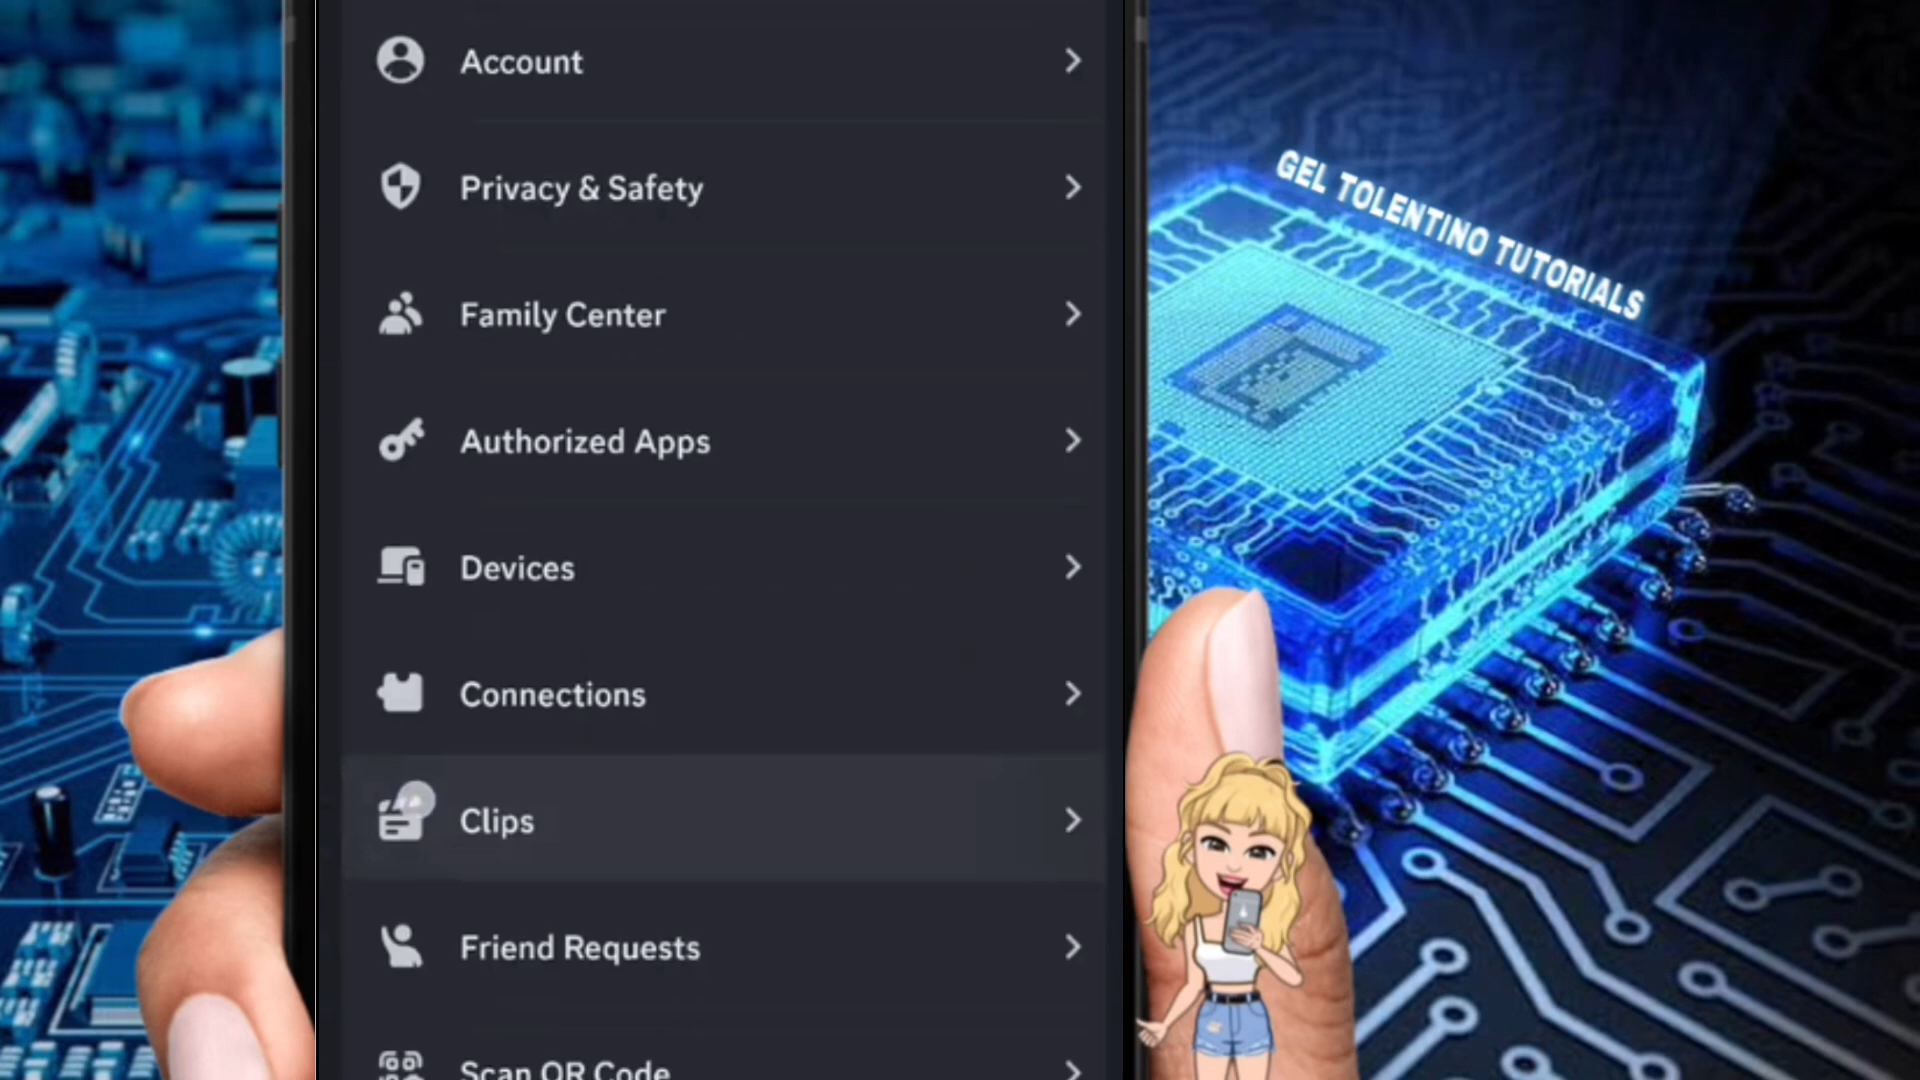 Account
Privacy & Safety
GEL TOLENTINO TUTORIALS
Family Center
Authorized Apps
Devices
Connections
Clips
Friend Requests
Scan QR Code